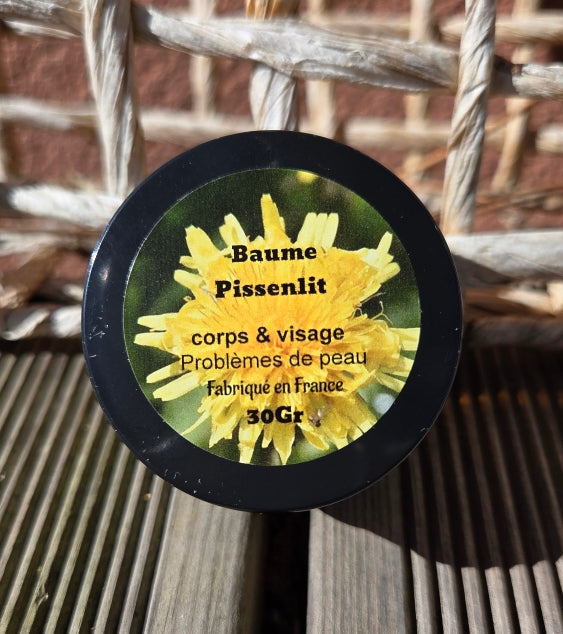 Baume
Pissenlit
corps & visage
Problèmes de peau
Fabriqué en France
30Gr